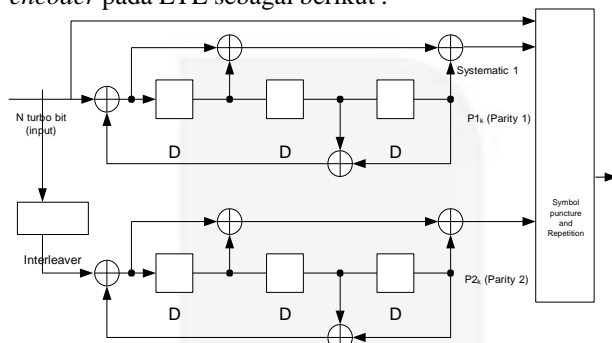 encoder pada LTE sebagai berikut :
Systematic 1
N turbo bit
(input)
P1k (Parity 1)
D
D
D
Symbol
puncture
and
Repetition
Interleaver
P2k (Parity 2)
D
D
D